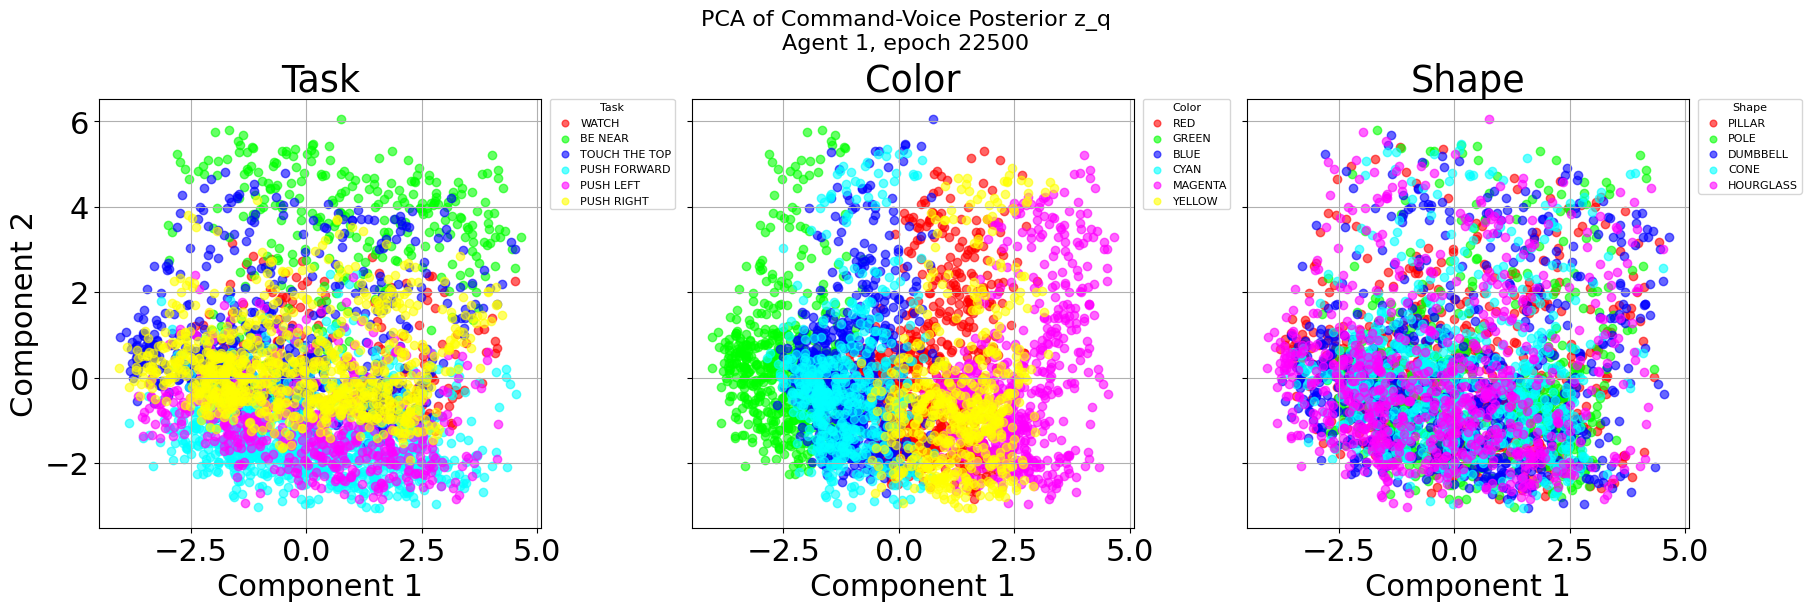 PCA of Command-Voice Posterior z_q
Agent 1, epoch 22500
Task
Component 2
6
4
2
0
−2
−2.5 0.0 2.5 5.0
Component 1
Task
WATCH
BE NEAR
TOUCH THE TOP
PUSH FORWARD
PUSH LEFT
PUSH RIGHT
Color
−2.5 0.0 2.5 5.0
Component 1
Color
RED
GREEN
BLUE
CYAN
MAGENTA
YELLOW
Shape
−2.5 0.0 2.5 5.0
Component 1
Shape
PILLAR
POLE
DUMBBELL
CONE
HOURGLASS